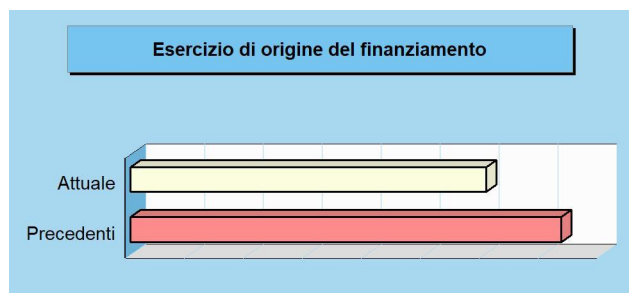 Esercizio di origine del finanziamento
Attuale
Precedenti